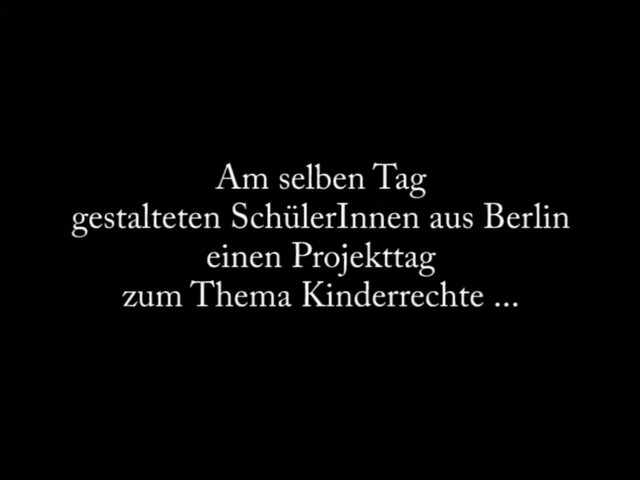 Am selben Tag
gestalteten SchülerInnen aus Berlin
einen Projekttag
zum Thema Kinderrechte ...